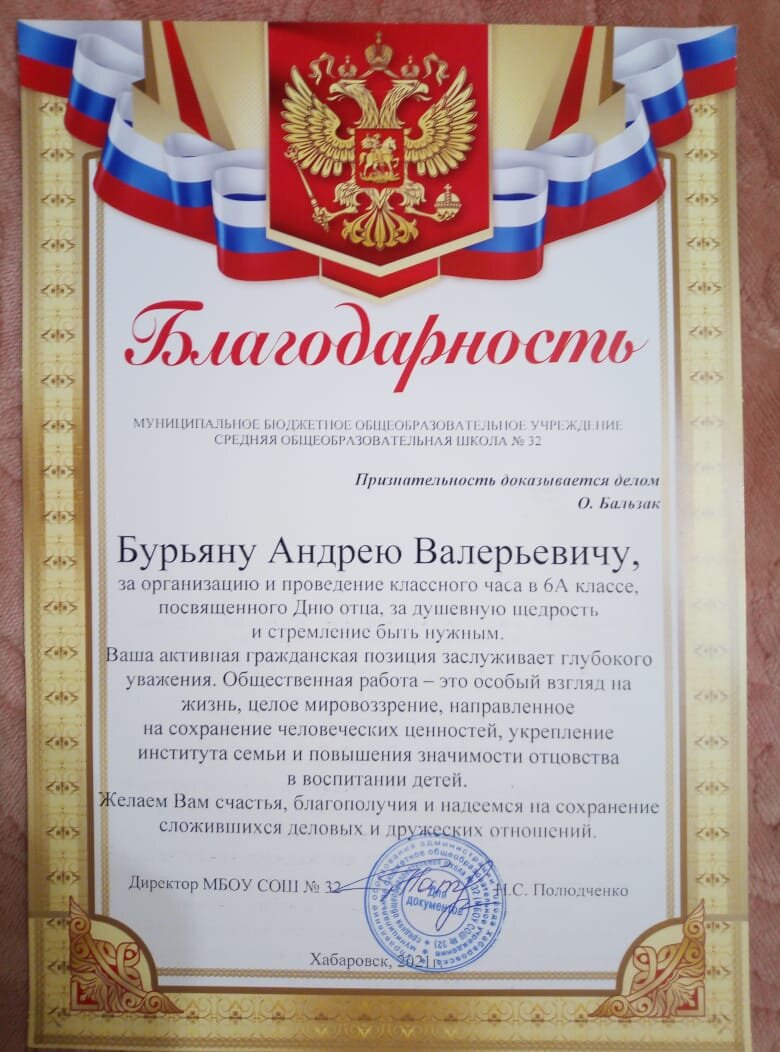 Благодарность
МУНИЦИПАЛЬНОЕ БЮДЖЕТНОЕ ОБЩЕОБРАЗОВАТЕЛЬНОЕ УЧРЕЖДЕНИЕ
СРЕДНЯЯ ОБЩЕОБРАЗОВАТЕЛЬНАЯ ШКОЛА № 32
Признательность доказывается делом
О. Бальзак
Бурьяну Андрею Валерьевичу,
за организацию и проведение классного часа в 6А классе,
посвященного Дню отца, за душевную щедрость
и стремление быть нужным.
Ваша активная гражданская позиция заслуживает глубокого
уважения. Общественная работа – это особый взгляд на
жизнь, целое мировоззрение, направленное
на сохранение человеческих ценностей, укрепление
института семьи и повышения значимости отцовства
в воспитании детей.
Желаем Вам счастья, благополучия и надеемся на сохранение
сложившихся деловых и дружеских отношений.
Директор МБОУ СОШ № 32 Н.С. Полюдченко
Для
документов
Хабаровск, 2021г.